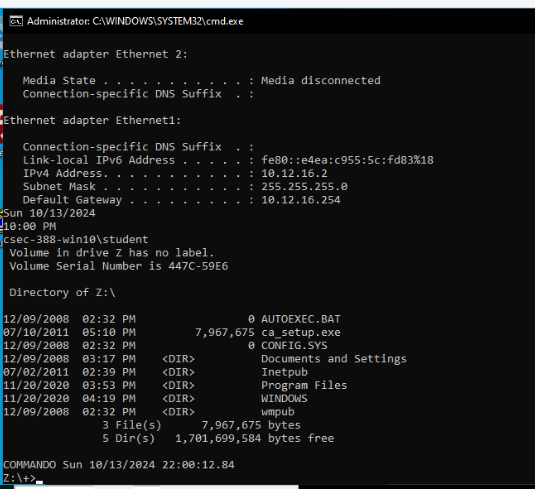 Administrator: C:\WINDOWS\SYSTEM32\cmd.exe
Ethernet adapter Ethernet 2:
   Media State . . . . . . . . . . . : Media disconnected
   Connection-specific DNS Suffix  . :
Ethernet adapter Ethernet1:
   Connection-specific DNS Suffix  . :
   Link-local IPv6 Address . . . . . : fe80::e4ea:c955:5c:fd83%18
   IPv4 Address. . . . . . . . . . . : 10.12.16.2
   Subnet Mask . . . . . . . . . . . : 255.255.255.0
   Default Gateway . . . . . . . . . : 10.12.16.254
Sun 10/13/2024
10:00 PM
csec-388-win10\student
 Volume in drive Z has no label.
 Volume Serial Number is 447C-59E6
 Directory of Z:\
12/09/2008  02:32 PM                 0 AUTOEXEC.BAT
07/10/2011  05:10 PM         7,967,675 ca_setup.exe
12/09/2008  02:32 PM                 0 CONFIG.SYS
12/09/2008  03:17 PM    <DIR>          Documents and Settings
07/02/2011  02:39 PM    <DIR>          Inetpub
11/20/2020  03:53 PM    <DIR>          Program Files
11/20/2020  04:19 PM    <DIR>          WINDOWS
12/09/2008  02:32 PM    <DIR>          wmpub
               3 File(s)      7,967,675 bytes
               5 Dir(s)   1,701,699,584 bytes free
COMMANDO Sun 10/13/2024 22:00:12.84
Z:\+>